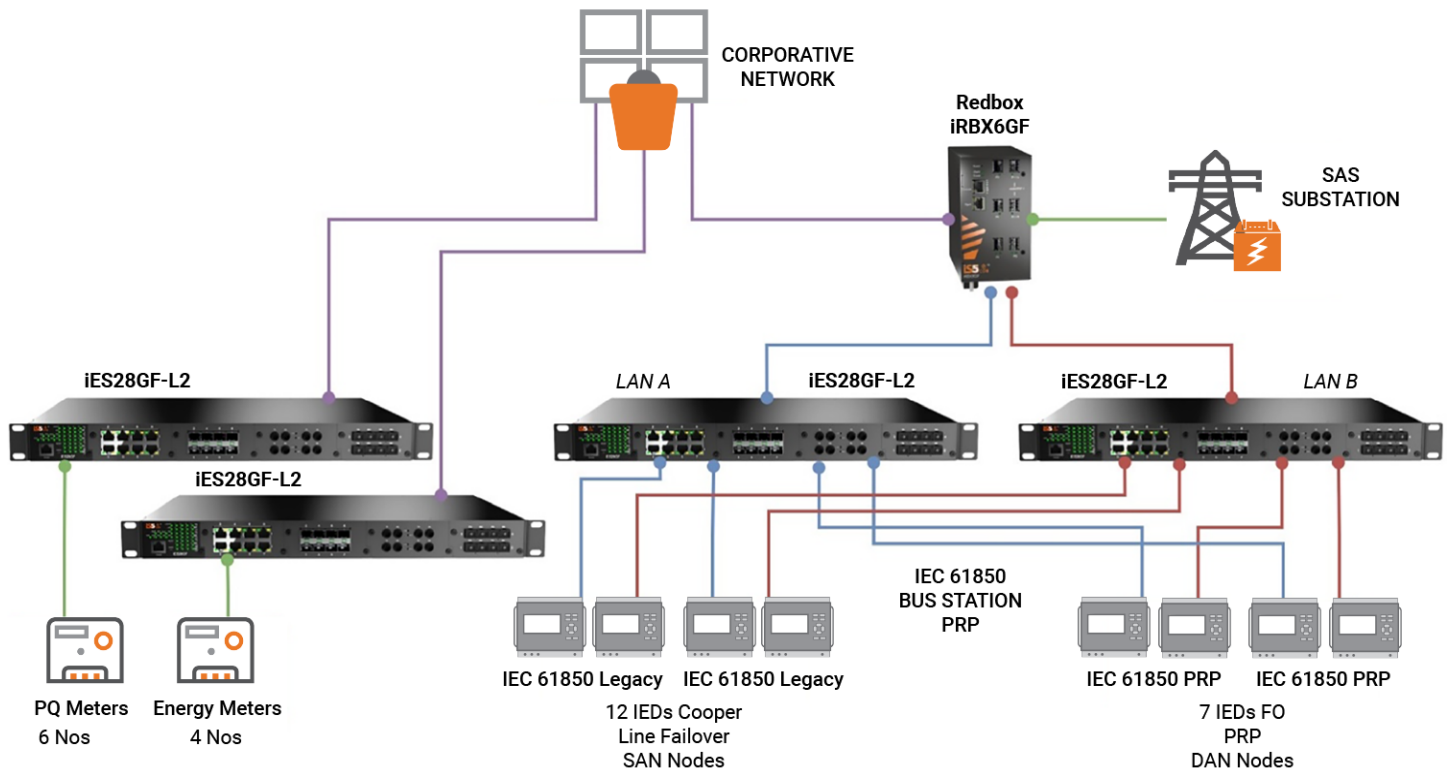 CORPORATIVE
NETWORK
Redbox
iRBX6GF
SAS
SUBSTATION
iES28GF-L2
LAN A
iES28GF-L2
iES28GF-L2
LAN B
iES28GF-L2
IEC 61850
BUS STATION
PRP
IEC 61850 Legacy
IEC 61850 Legacy
IEC 61850 PRP
IEC 61850 PRP
PQ Meters
6 Nos
Energy Meters
4 Nos
12 IEDs Cooper
Line Failover
SAN Nodes
7 IEDs FO
PRP
DAN Nodes